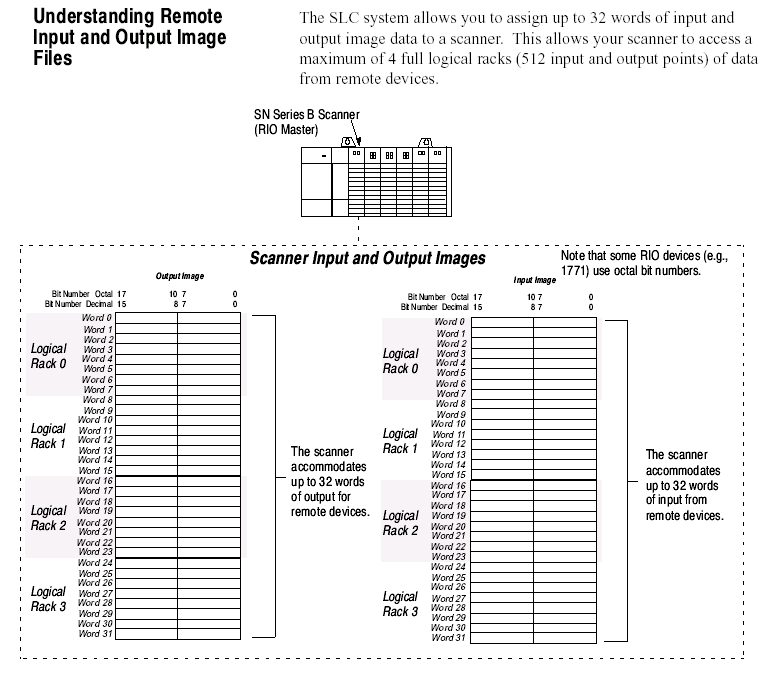 Understanding Remote
Input and Output Image
Files
The SLC system allows you to assign up to 32 words of input and
output image data to a scanner. This allows your scanner to access a
maximum of 4 full logical racks (512 input and output points) of data
from remote devices.
SN Series B Scanner
(RIO Master)
Scanner Input and Output Images
Note that some RIO devices (e.g.,
1771) use octal bit numbers.
Output Image
Bit Number Octal 17 10 7 0
Bit Number Decimal 15 8 7 0
Logical
Rack 0
Word 0
Word 1
Word 2
Word 3
Word 4
Word 5
Word 6
Word 7
Logical
Rack 1
Word 8
Word 9
Word 10
Word 11
Word 12
Word 13
Word 14
Word 15
Logical
Rack 2
Word 16
Word 17
Word 18
Word 19
Word 20
Word 21
Word 22
Word 23
Logical
Rack 3
Word 24
Word 25
Word 26
Word 27
Word 28
Word 29
Word 30
Word 31
The scanner
accommodates
up to 32 words
of output for
remote devices.
Input Image
Bit Number Octal 17 10 7 0
Bit Number Decimal 15 8 7 0
Logical
Rack 0
Word 0
Word 1
Word 2
Word 3
Word 4
Word 5
Word 6
Word 7
Logical
Rack 1
Word 8
Word 9
Word 10
Word 11
Word 12
Word 13
Word 14
Word 15
Logical
Rack 2
Word 16
Word 17
Word 18
Word 19
Word 20
Word 21
Word 22
Word 23
Logical
Rack 3
Word 24
Word 25
Word 26
Word 27
Word 28
Word 29
Word 30
Word 31
The scanner
accommodates
up to 32 words
of input from
remote devices.